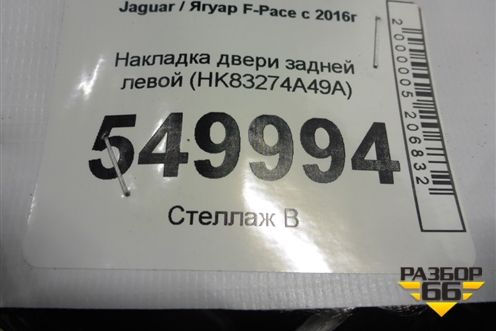 Jaguar / Ягуар F-Pace с 2016г
Накладка двери задней
левой (HK83274A49A)
549994
Стеллаж В
2000005206832
РАЗБОР
66